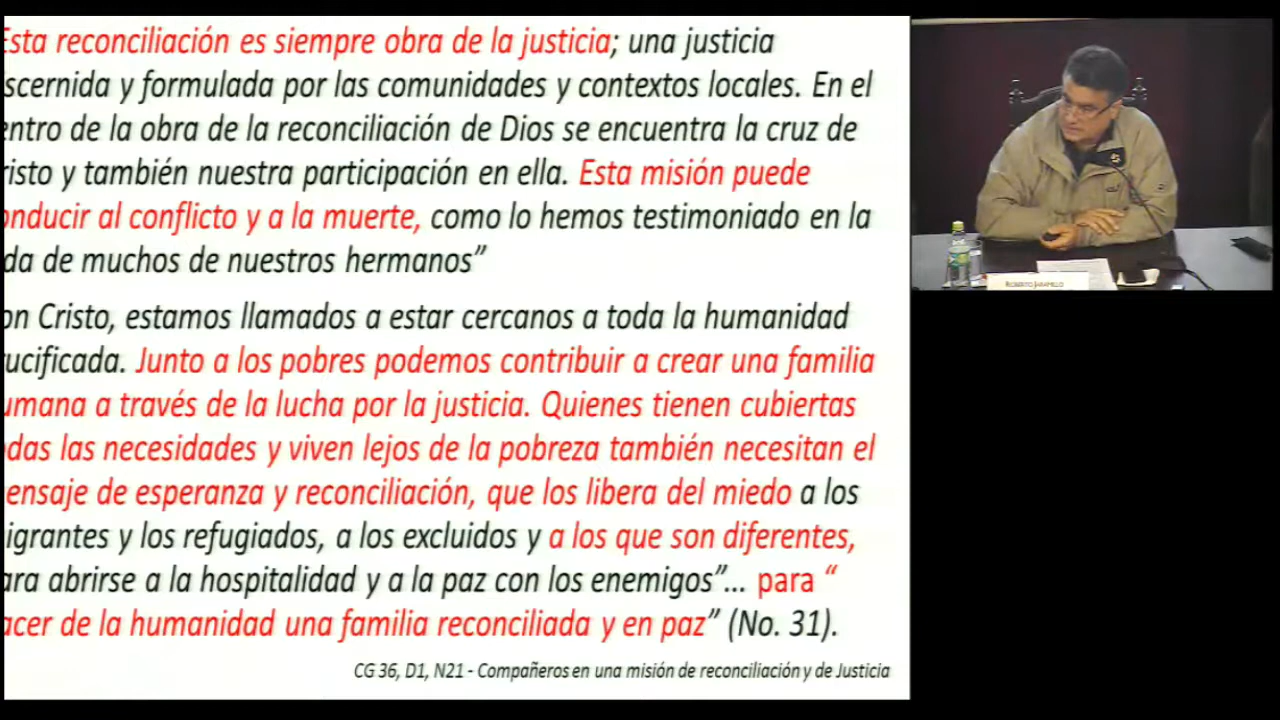 Esta reconciliación es siempre obra de la justicia; una justicia
scernida y formulada por las comunidades y contextos locales. En el
entro de la obra de la reconciliación de Dios se encuentra la cruz de
risto y también nuestra participación en ella. Esta misión puede
onducir al conflicto y a la muerte, como lo hemos testimoniado en la
da de muchos de nuestros hermanos”
on Cristo, estamos llamados a estar cercanos a toda la humanidad
rucificada. Junto a los pobres podemos contribuir a crear una familia
umana a través de la lucha por la justicia. Quienes tienen cubiertas
odas las necesidades y viven lejos de la pobreza también necesitan el
ensaje de esperanza y reconciliación, que los libera del miedo a los
igrantes y los refugiados, a los excluidos y a los que son diferentes,
ara abrirse a la hospitalidad y a la paz con los enemigos”... para “
acer de la humanidad una familia reconciliada y en paz” (No. 31).
CG 36, D1, N21 - Compañeros en una misión de reconciliación y de Justicia
ROBERTO JARAMILLO